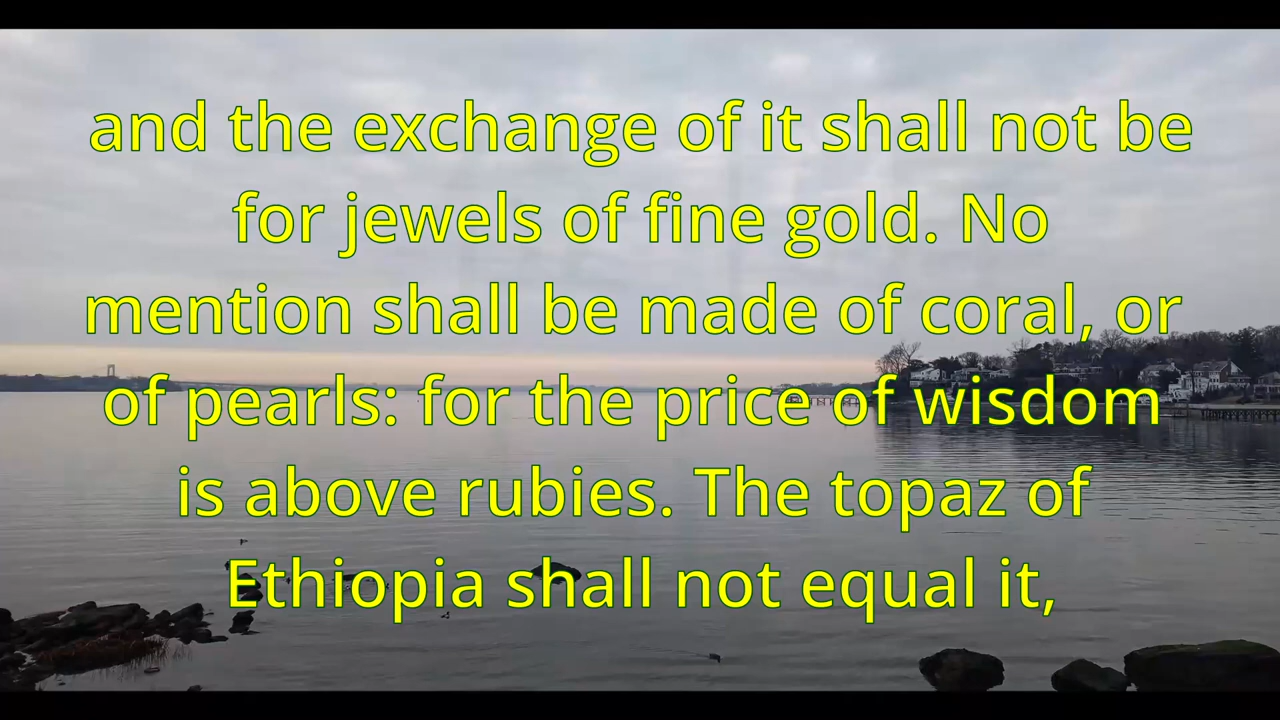 and the exchange of it shall not be
for jewels of fine gold. No
mention shall be made of coral, or
of pearls: for the price of wisdom
is above rubies. The topaz of
Ethiopia shall not equal it,